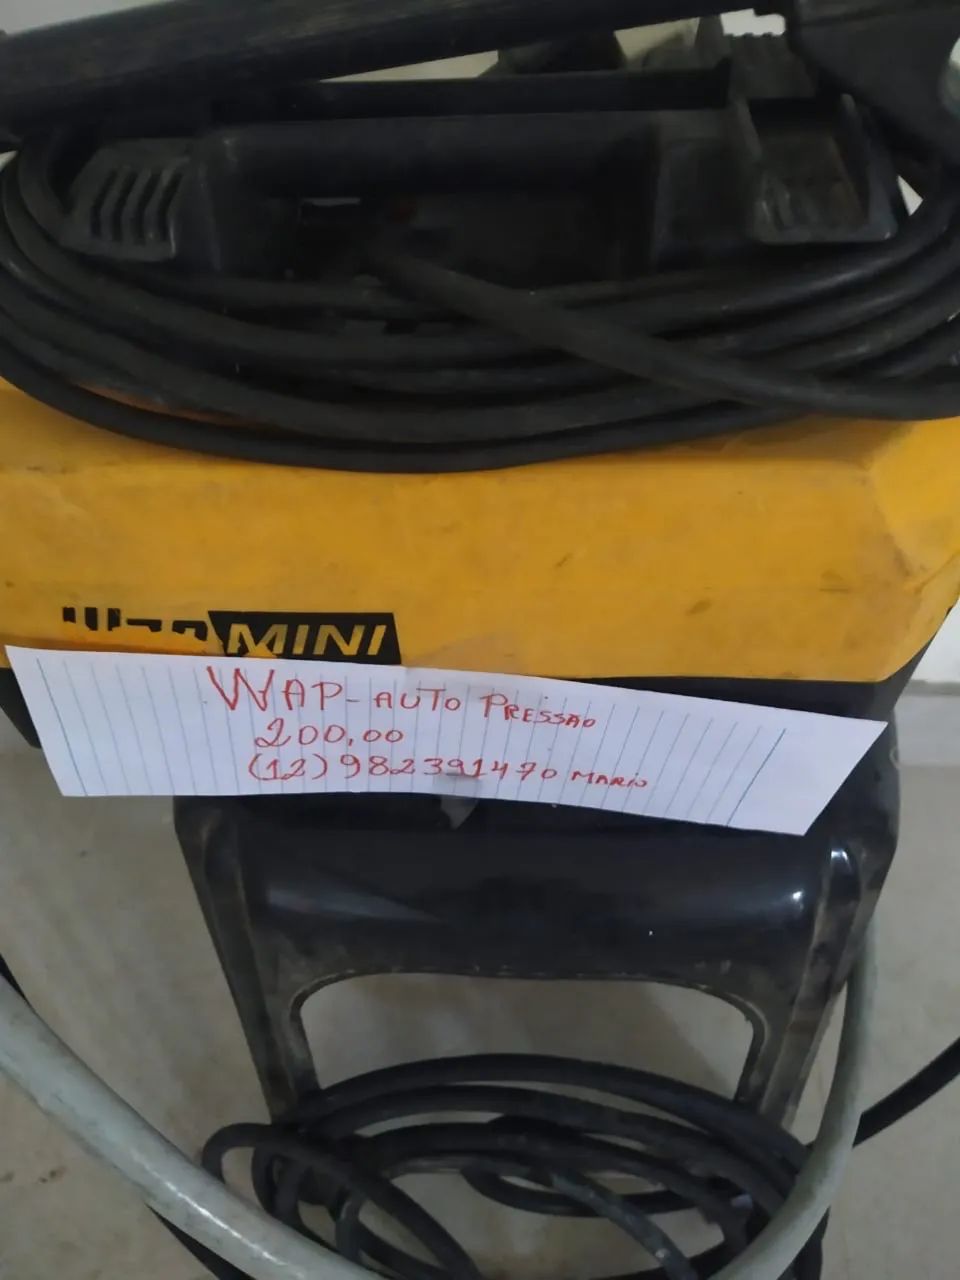 MINI
WAP - AUTO PRESSAO
200,00
(12) 982391470 MARIO